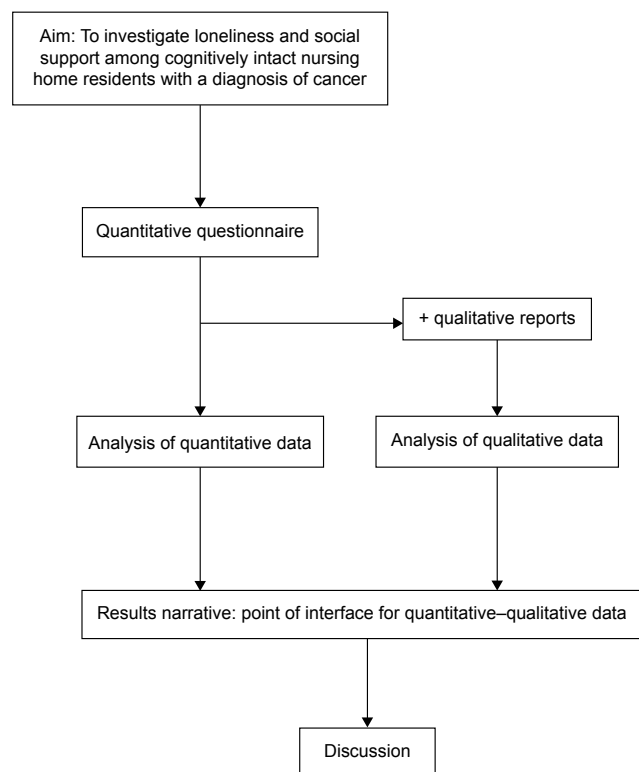 Aim: To investigate loneliness and social
support among cognitively intact nursing
home residents with a diagnosis of cancer
Quantitative questionnaire
+ qualitative reports
Analysis of quantitative data
Analysis of qualitative data
Results narrative: point of interface for quantitative–qualitative data
Discussion